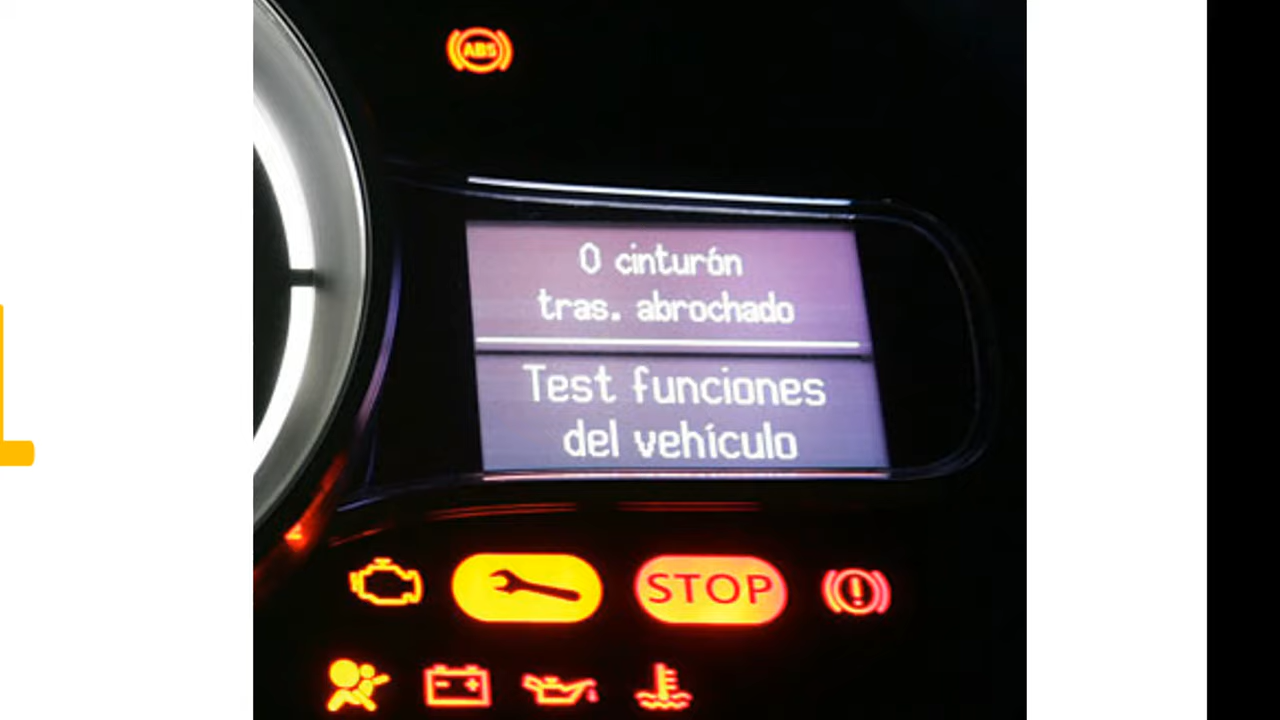 ABS
0 cinturón
tras. abrochado
Test funciones
del vehículo
STOP